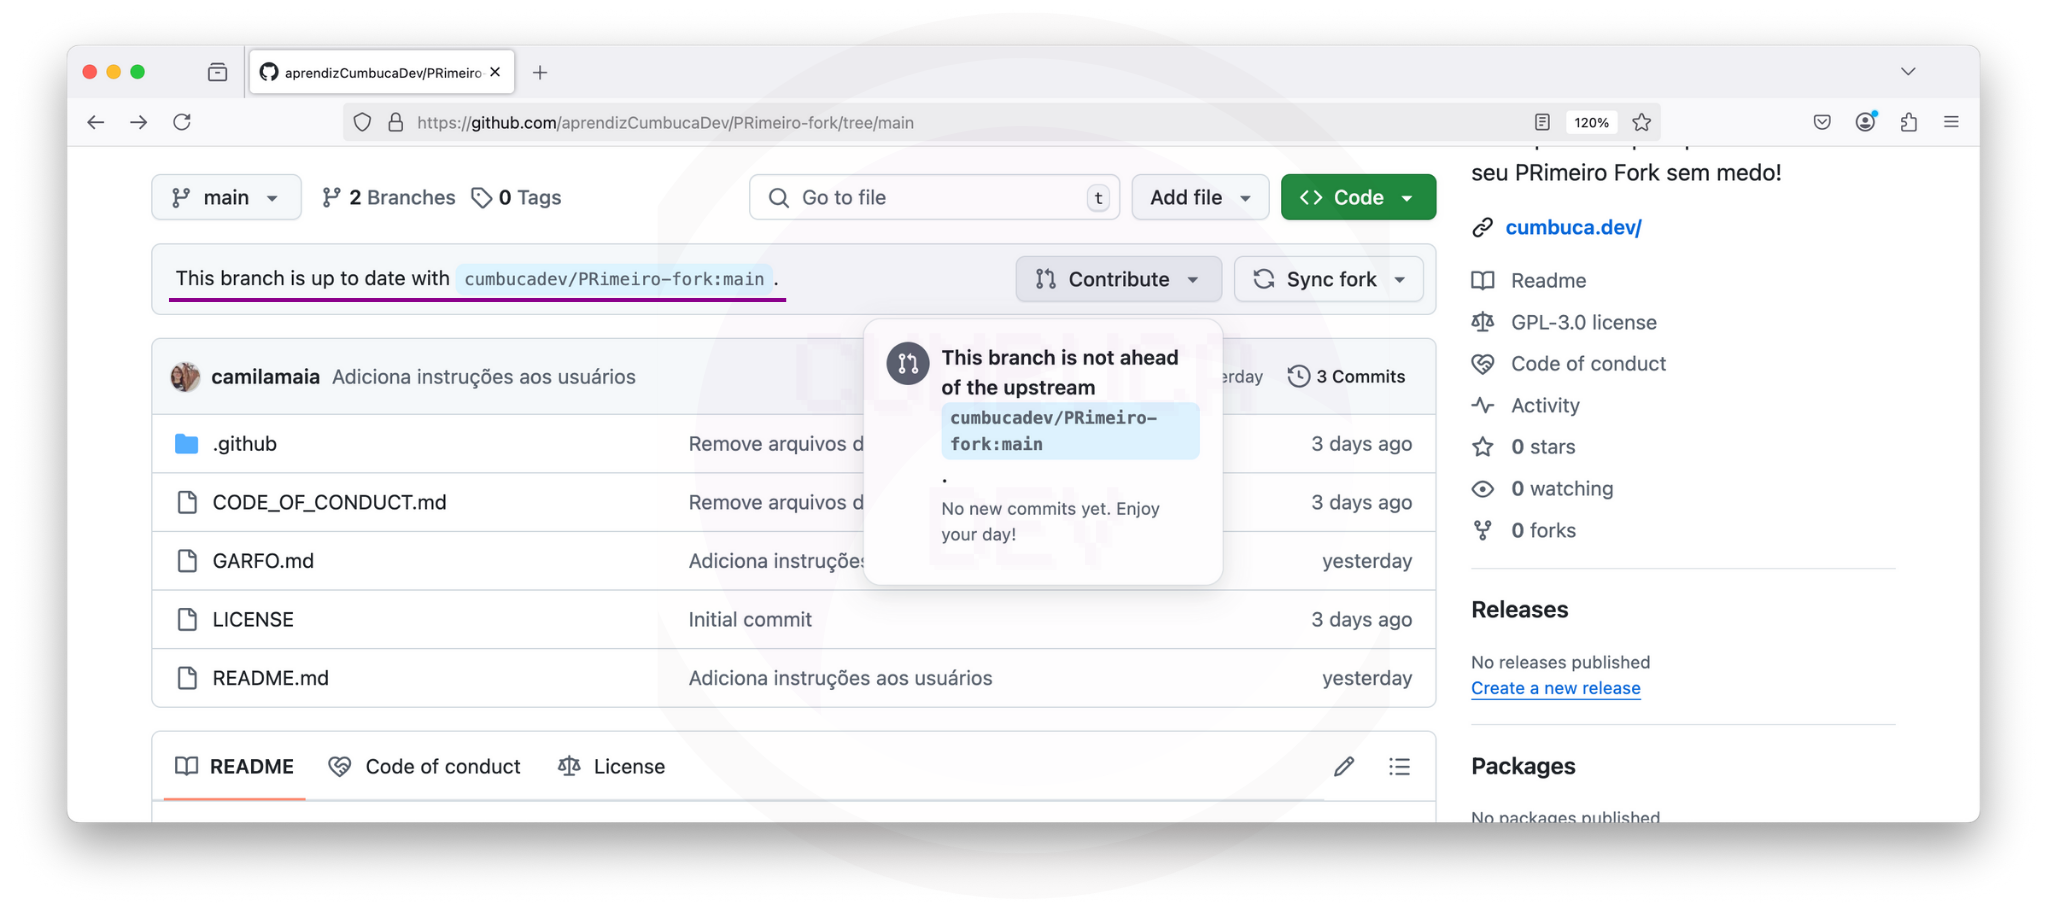 aprendizCumbucaDev/PRimeiro
https://github.com/aprendizCumbucaDev/PRimeiro-fork/tree/main
120%
seu PRimeiro Fork sem medo!
main
2 Branches
0 Tags
Go to file
t
Add file
Code
cumbuca.dev/
This branch is up to date with cumbucadev/PRimeiro-fork:main.
Contribute
Sync fork
Readme
GPL-3.0 license
Code of conduct
Activity
0 stars
0 watching
0 forks
This branch is not ahead
of the upstream
cumbucadev/PRimeiro-
fork:main
.
No new commits yet. Enjoy
your day!
camilamaia Adiciona instruções aos usuários
3 Commits
.github Remove arquivos 3 days ago
CODE_OF_CONDUCT.md Remove arquivos 3 days ago
GARFO.md Adiciona instruções yesterday
LICENSE Initial commit 3 days ago
README.md Adiciona instruções aos usuários yesterday
Releases
No releases published
Create a new release
README
Code of conduct
License
Packages
No packages published
CUMBUCA
DEV